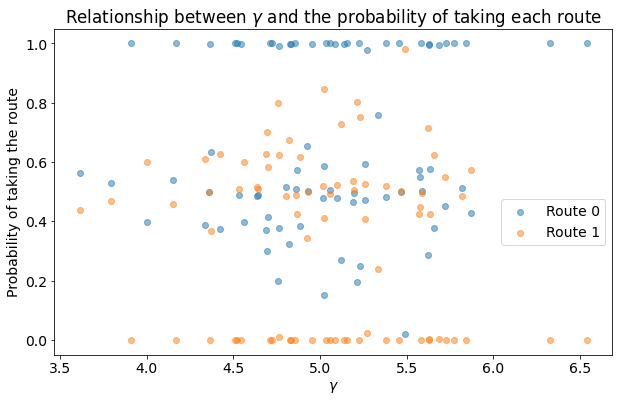 Relationship between γ and the probability of taking each route
Probability of taking the route
1.0
0.8
0.6
0.4
0.2
0.0
Route 0
Route 1
3.5 4.0 4.5 5.0 5.5 6.0 6.5
γ